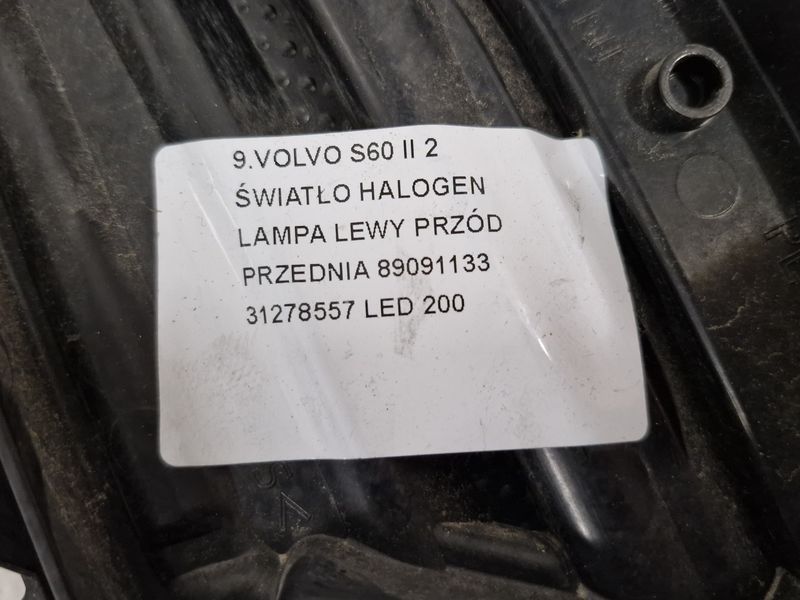 9.VOLVO S60 II 2
ŚWIATŁO HALOGEN
LAMPA LEWY PRZÓD
PRZEDNIA 89091133
31278557 LED 200